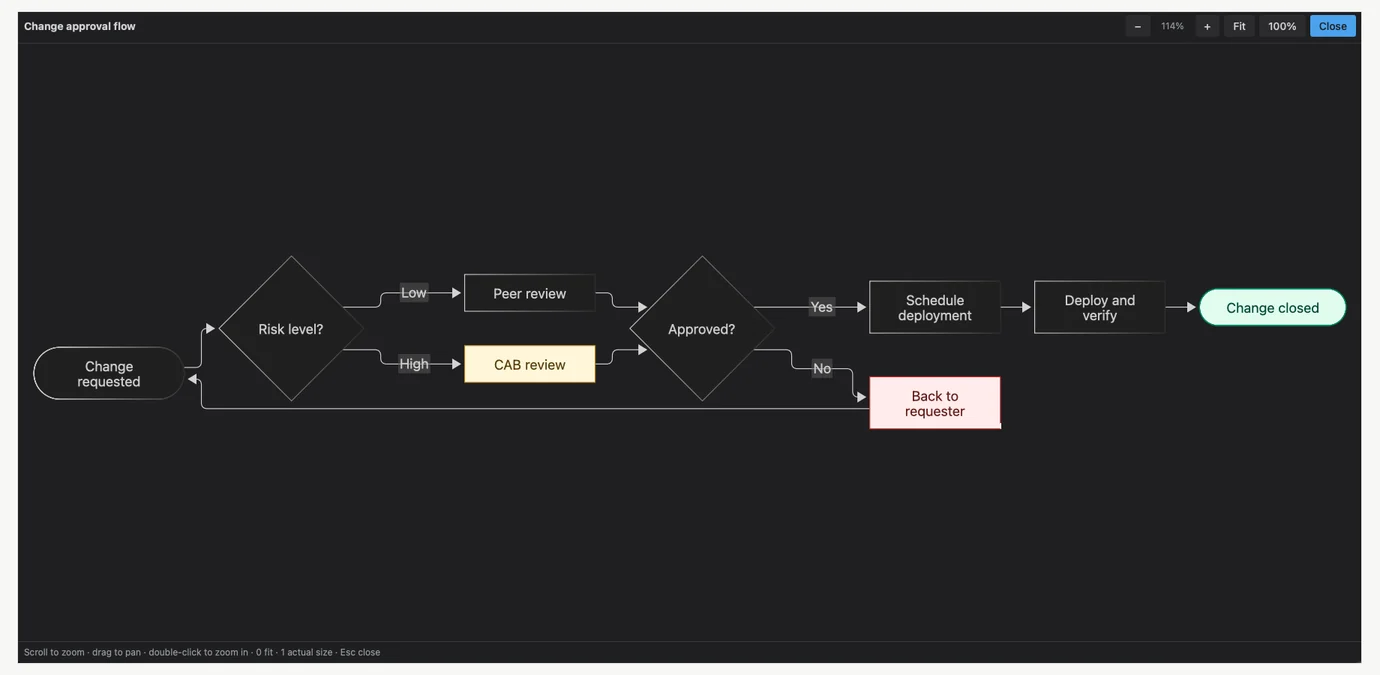 Change approval flow
– 114% + Fit 100% Close
Change
requested
Risk level?
Low
High
Peer review
CAB review
Approved?
Yes
No
Schedule
deployment
Back to
requester
Deploy and
verify
Change closed
Scroll to zoom · drag to pan · double-click to zoom in · 0 fit · 1 actual size · Esc close